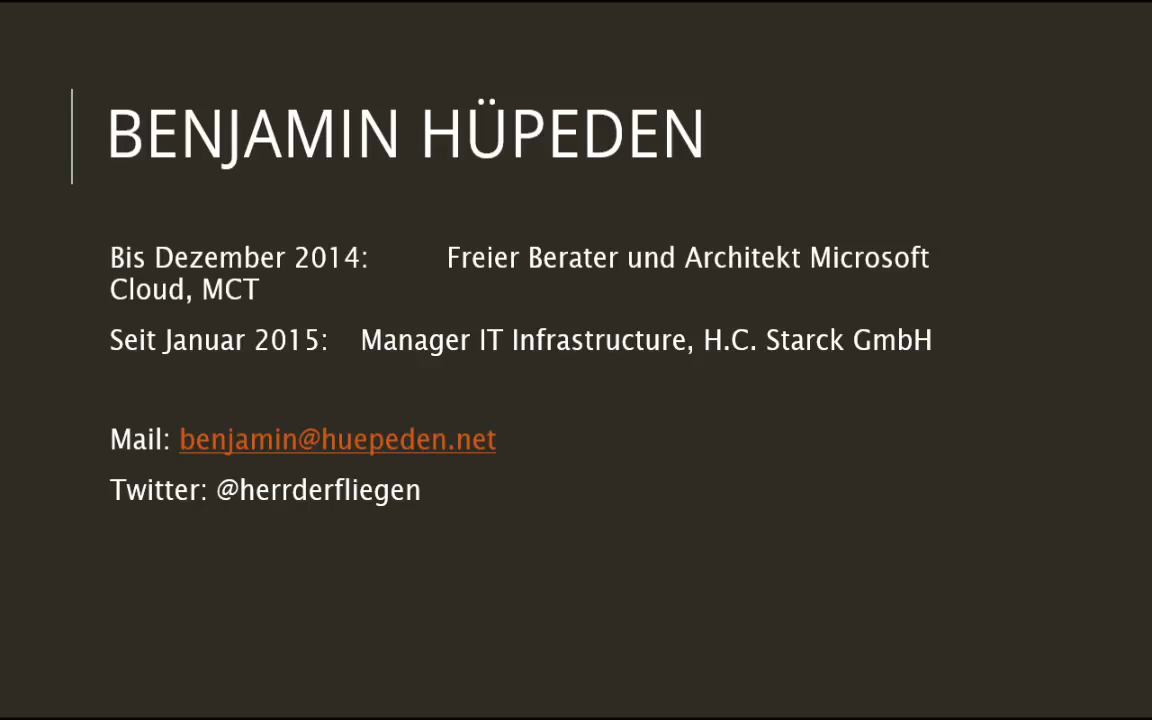 BENJAMIN HÜPEDEN
Bis Dezember 2014: Freier Berater und Architekt Microsoft
Cloud, MCT
Seit Januar 2015: Manager IT Infrastructure, H.C. Starck GmbH
Mail: benjamin@huepeden.net
Twitter: @herrderfliegen